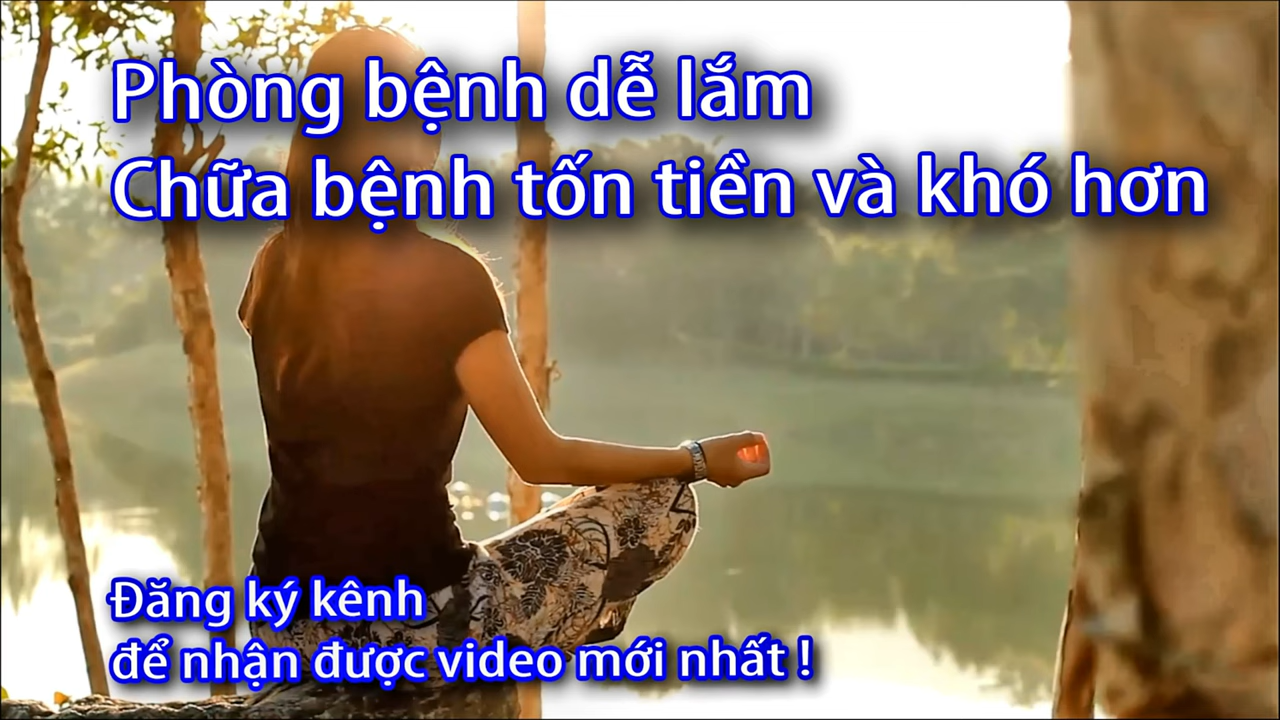 Phòng bệnh dễ lắm
Chữa bệnh tốn tiền và khó hơn
Đăng ký kênh
để nhận được video mới nhất !